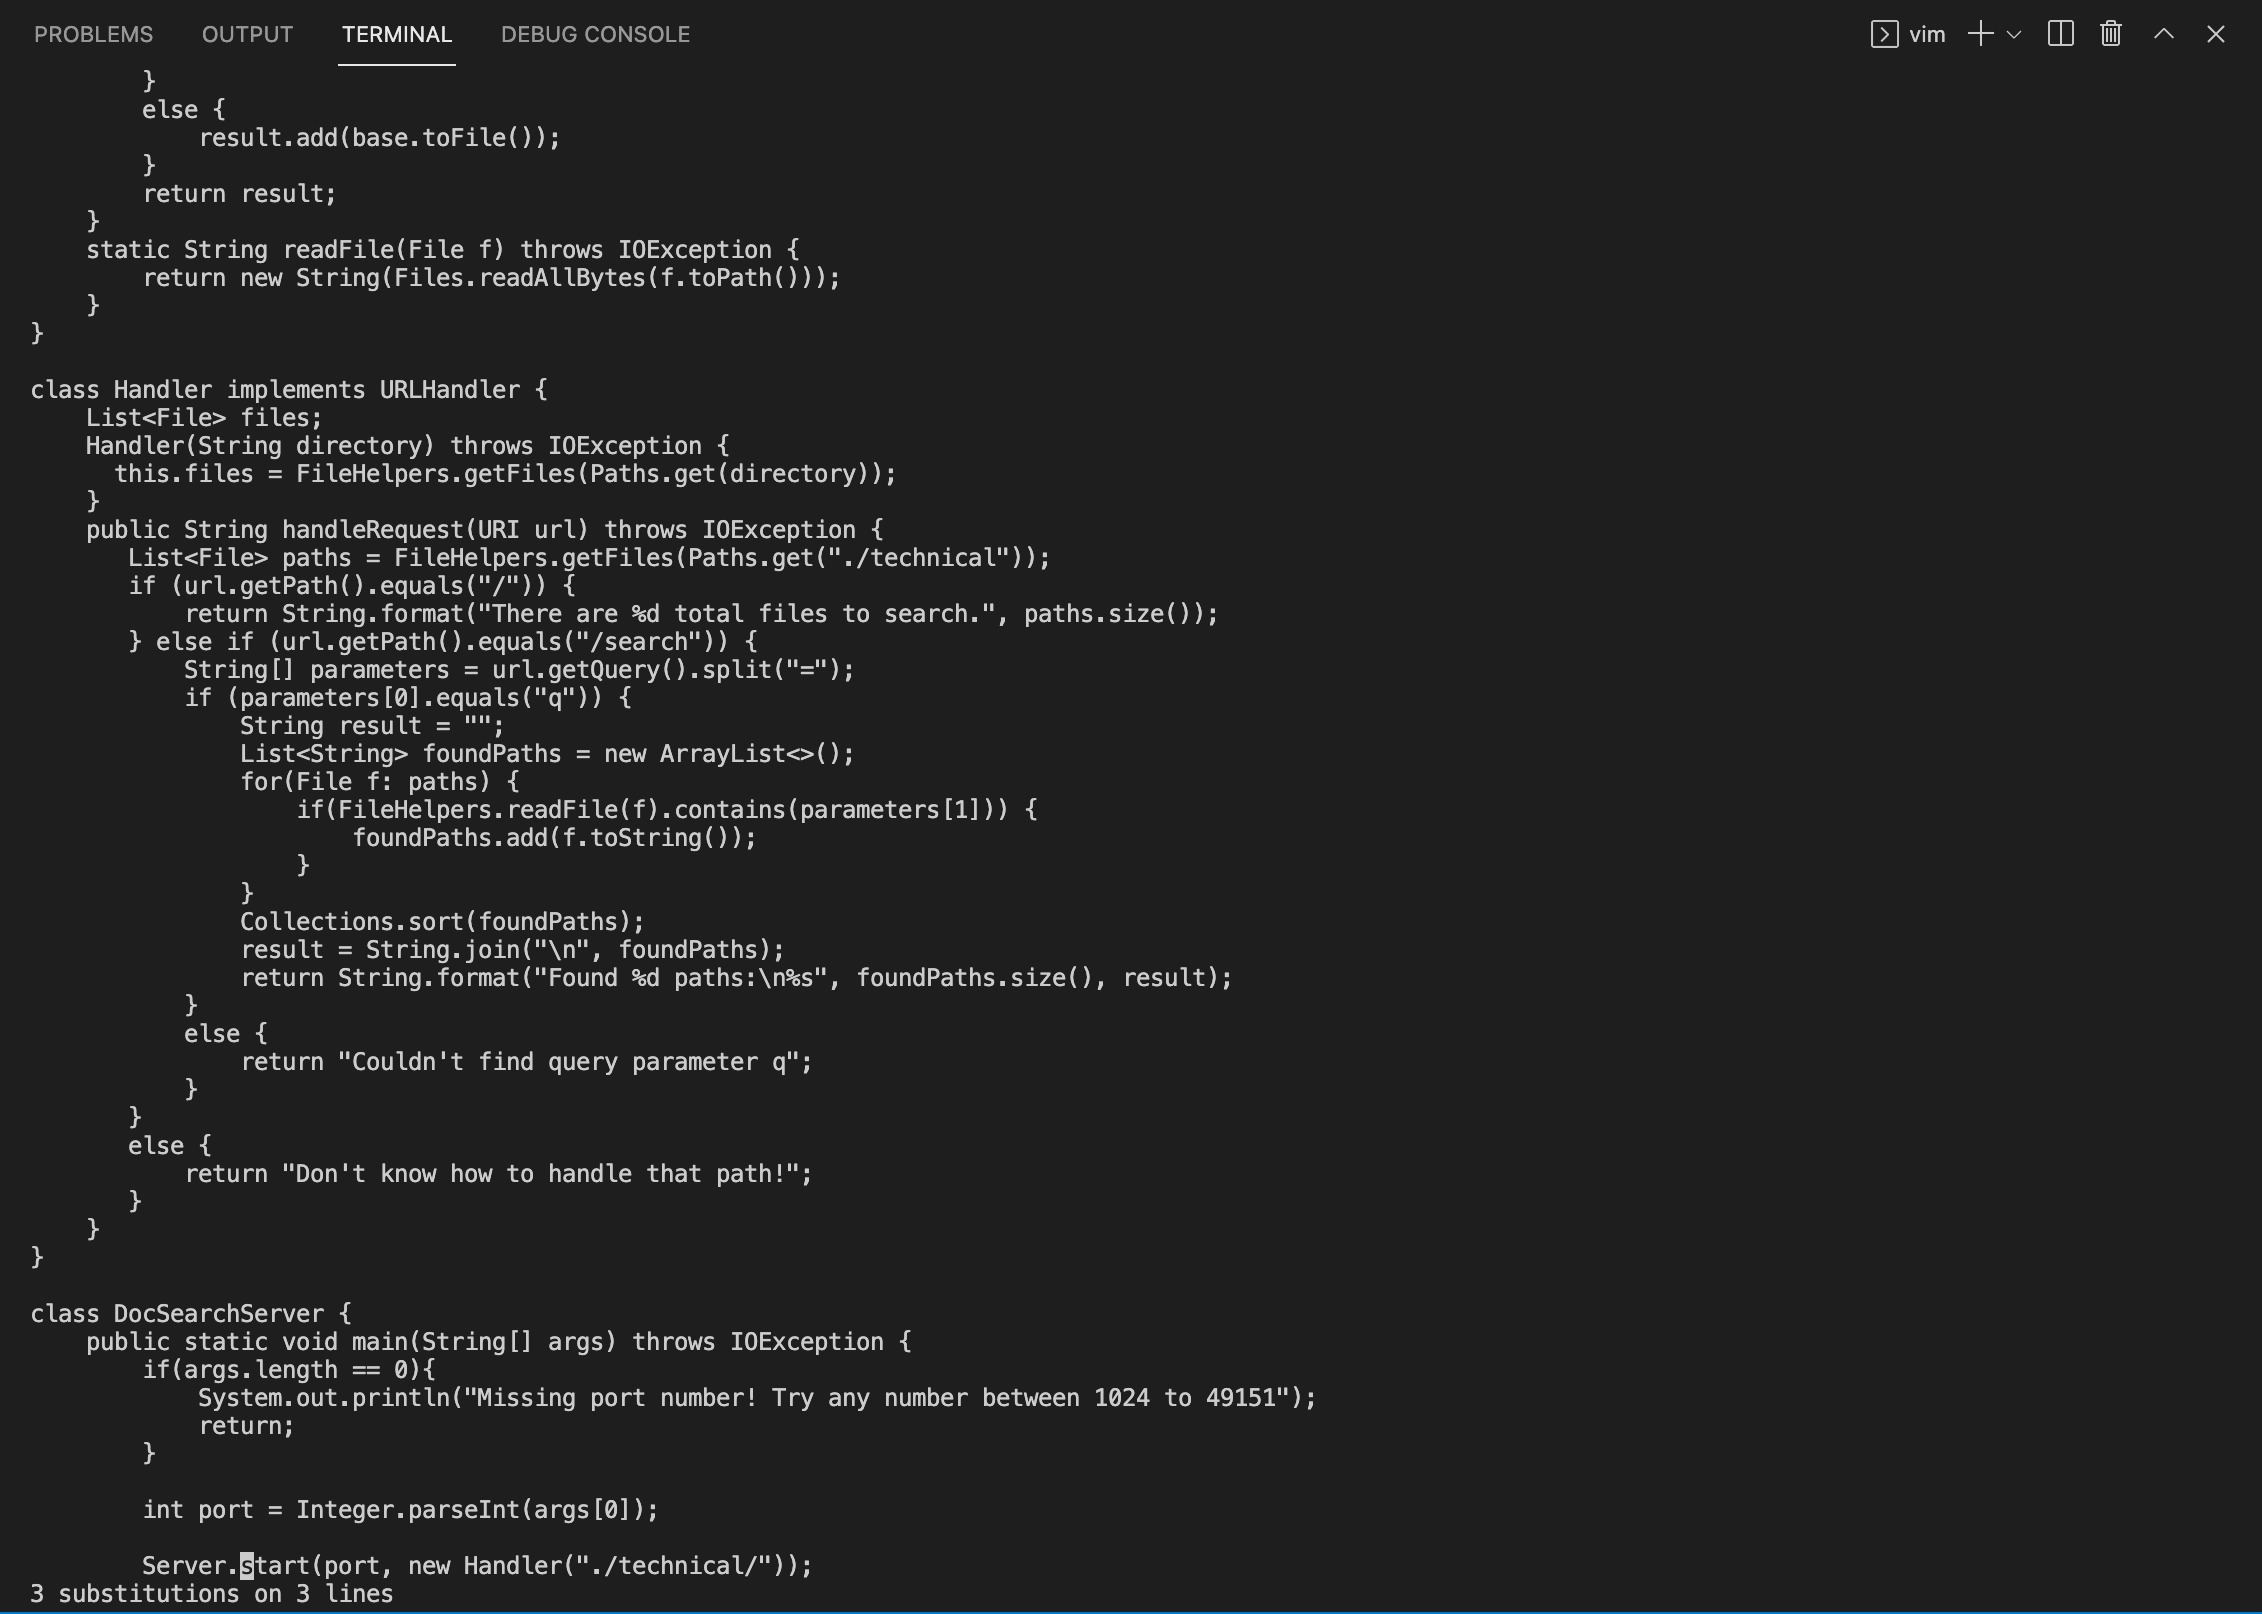 PROBLEMS OUTPUT TERMINAL DEBUG CONSOLE vim
        }
        else {
            result.add(base.toFile());
        }
        return result;
    }
    static String readFile(File f) throws IOException {
        return new String(Files.readAllBytes(f.toPath()));
    }
}

class Handler implements URLHandler {
    List<File> files;
    Handler(String directory) throws IOException {
      this.files = FileHelpers.getFiles(Paths.get(directory));
    }
    public String handleRequest(URI url) throws IOException {
       List<File> paths = FileHelpers.getFiles(Paths.get("./technical"));
       if (url.getPath().equals("/")) {
           return String.format("There are %d total files to search.", paths.size());
       } else if (url.getPath().equals("/search")) {
           String[] parameters = url.getQuery().split("=");
           if (parameters[0].equals("q")) {
               String result = "";
               List<String> foundPaths = new ArrayList<>();
               for(File f: paths) {
                   if(FileHelpers.readFile(f).contains(parameters[1])) {
                       foundPaths.add(f.toString());
                   }
               }
               Collections.sort(foundPaths);
               result = String.join("\n", foundPaths);
               return String.format("Found %d paths:\n%s", foundPaths.size(), result);
           }
           else {
               return "Couldn't find query parameter q";
           }
       }
       else {
           return "Don't know how to handle that path!";
       }
    }
}

class DocSearchServer {
    public static void main(String[] args) throws IOException {
        if(args.length == 0){
            System.out.println("Missing port number! Try any number between 1024 to 49151");
            return;
        }

        int port = Integer.parseInt(args[0]);

        Server.start(port, new Handler("./technical/"));
3 substitutions on 3 lines